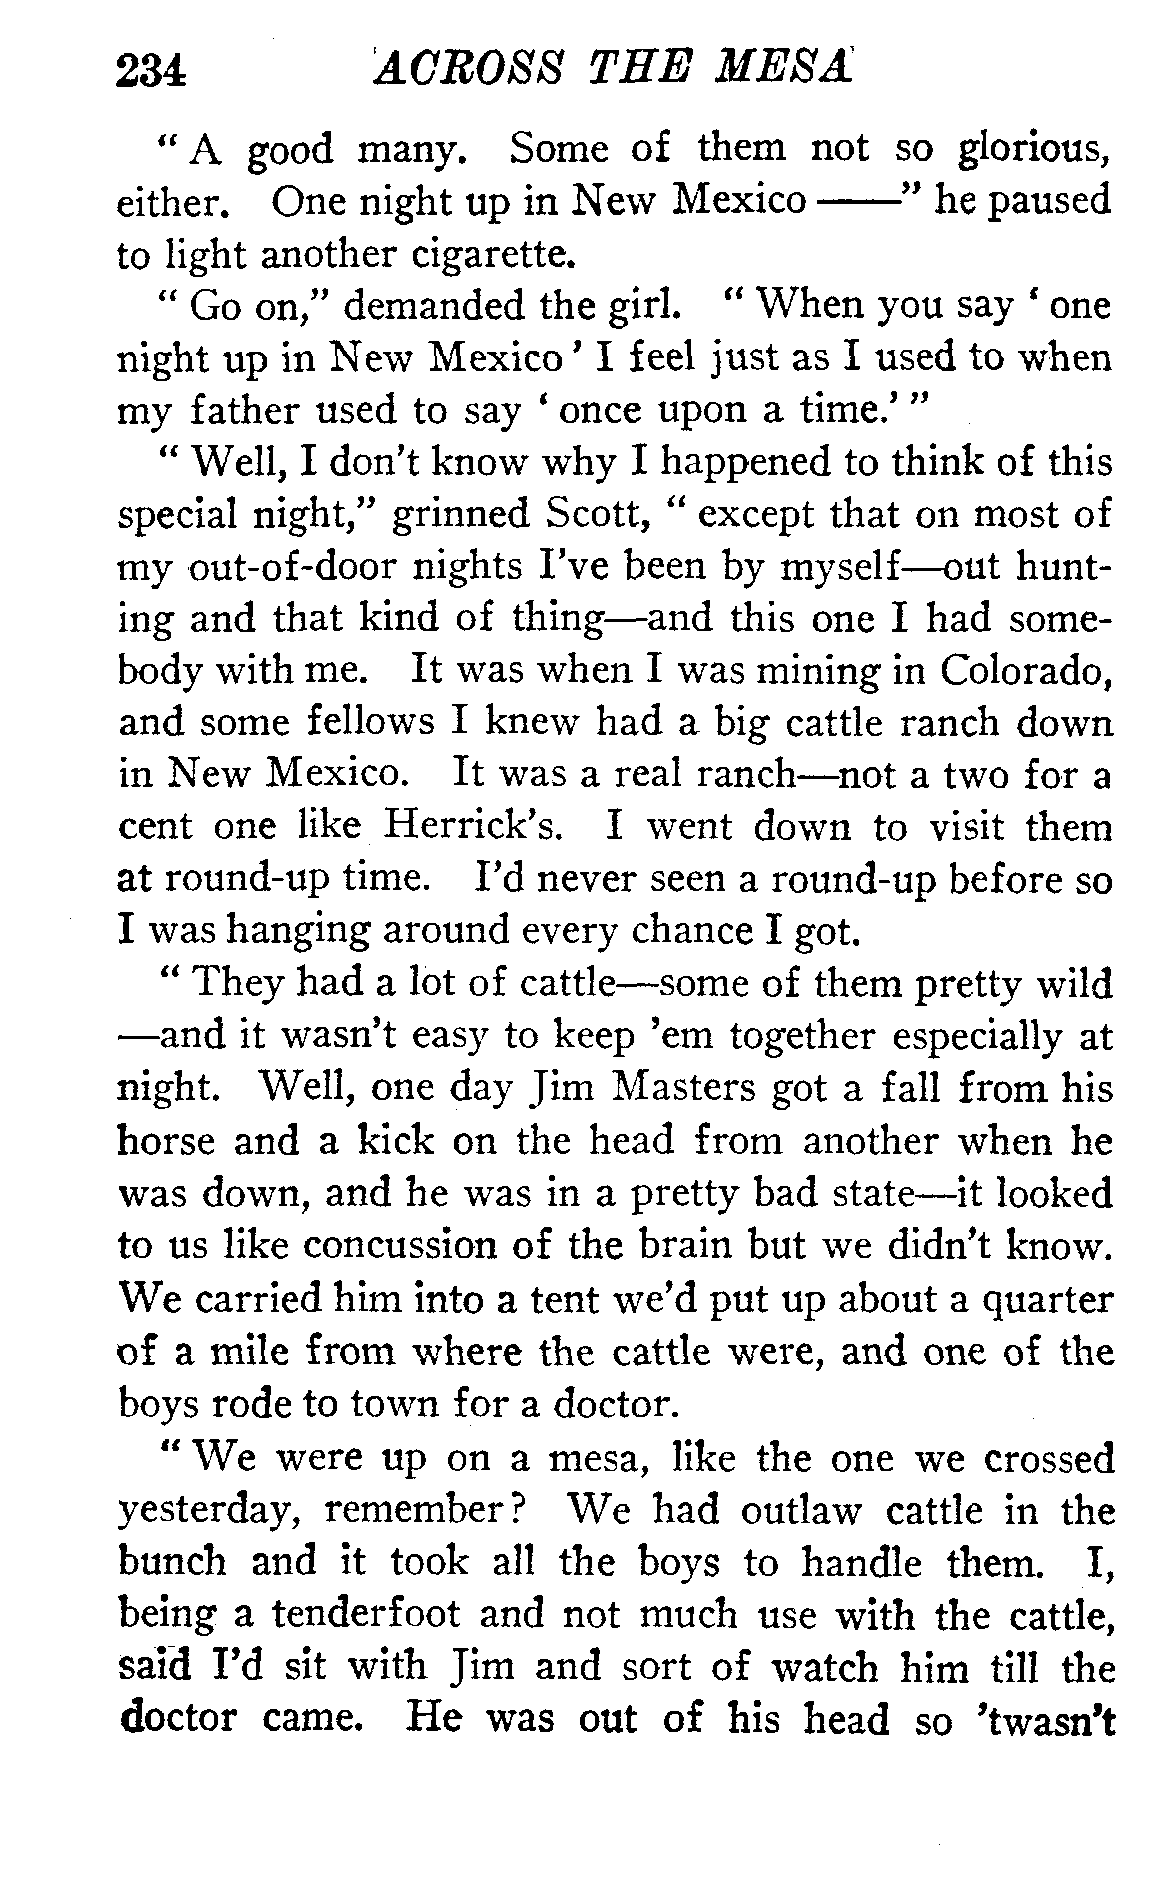 234 ACROSS THE MESA
“ A good many. Some of them not so glorious,
either. One night up in New Mexico ——” he paused
to light another cigarette.
“ Go on,” demanded the girl. “ When you say ‘ one
night up in New Mexico ’ I feel just as I used to when
my father used to say ‘ once upon a time.’ ”
“ Well, I don’t know why I happened to think of this
special night,” grinned Scott, “ except that on most of
my out-of-door nights I’ve been by myself—out hunt-
ing and that kind of thing—and this one I had some-
body with me. It was when I was mining in Colorado,
and some fellows I knew had a big cattle ranch down
in New Mexico. It was a real ranch—not a two for a
cent one like Herrick’s. I went down to visit them
at round-up time. I’d never seen a round-up before so
I was hanging around every chance I got.
“ They had a lot of cattle—some of them pretty wild
—and it wasn’t easy to keep ’em together especially at
night. Well, one day Jim Masters got a fall from his
horse and a kick on the head from another when he
was down, and he was in a pretty bad state—it looked
to us like concussion of the brain but we didn’t know.
We carried him into a tent we’d put up about a quarter
of a mile from where the cattle were, and one of the
boys rode to town for a doctor.
“ We were up on a mesa, like the one we crossed
yesterday, remember? We had outlaw cattle in the
bunch and it took all the boys to handle them. I,
being a tenderfoot and not much use with the cattle,
said I’d sit with Jim and sort of watch him till the
doctor came. He was out of his head so ’twasn’t